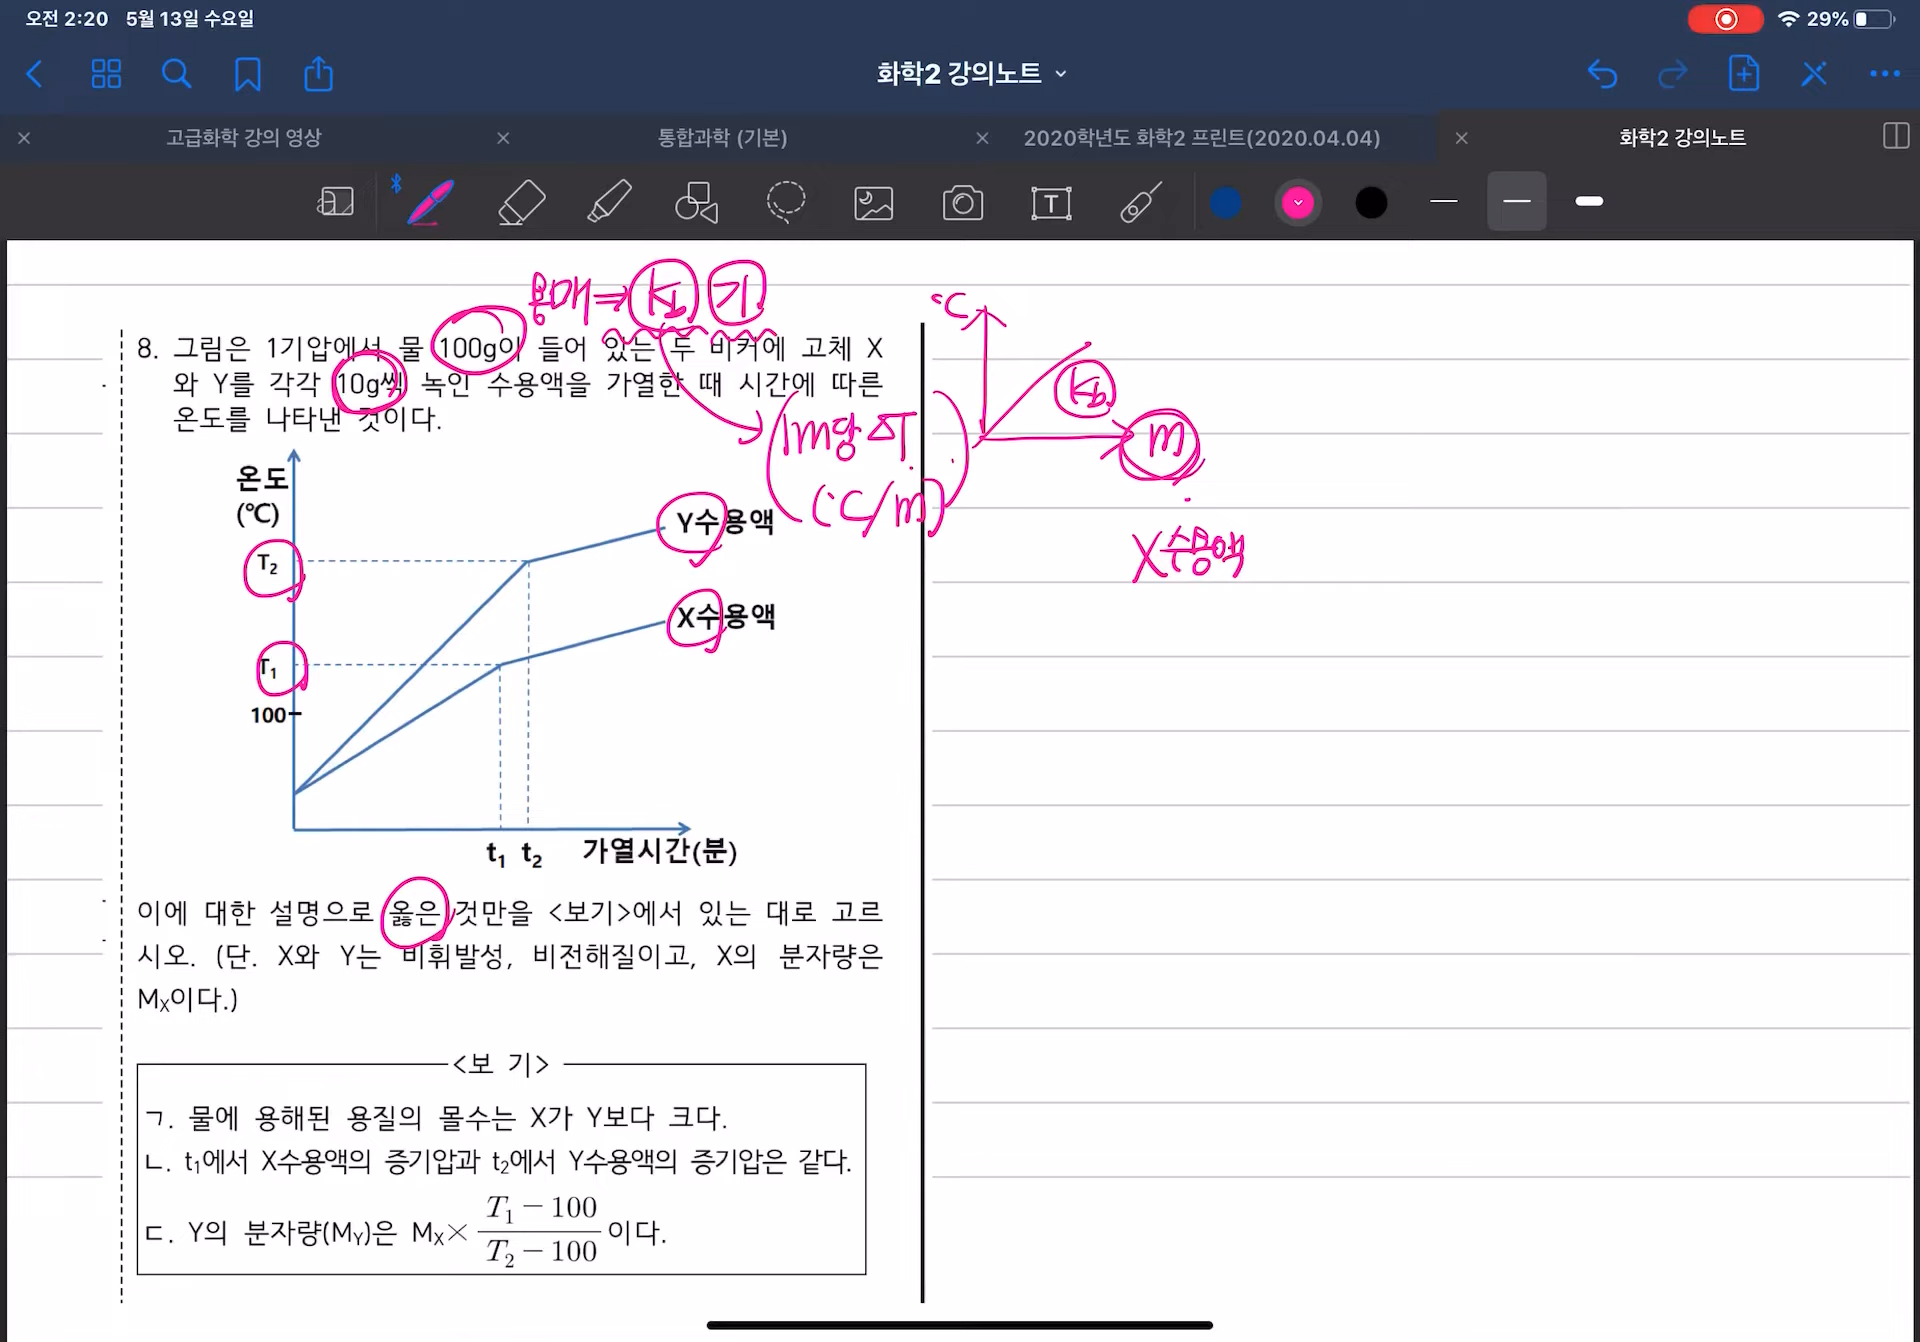 오전 2:20 5월 13일 수요일
29%
화학2 강의노트
고급화학 강의 영상
통합과학 (기본)
2020학년도 화학2 프린트(2020.04.04)
화학2 강의노트
용매 ⇒ Kb 기
8. 그림은 1기압에서 물 100g이 들어 있는 두 비커에 고체 X
와 Y를 각각 10g씩 녹인 수용액을 가열한 때 시간에 따른
온도를 나타낸 것이다.
1m당 ΔT
(°C/m)
온도
(℃)
T₂
T₁
100
Y수용액
X수용액
t₁ t₂ 가열시간(분)
°C
Kb
m
X수용액
이에 대한 설명으로 옳은 것만을 <보기>에서 있는 대로 고르
시오. (단. X와 Y는 비휘발성, 비전해질이고, X의 분자량은
Mₓ이다.)
<보 기>
ㄱ. 물에 용해된 용질의 몰수는 X가 Y보다 크다.
ㄴ. t₁에서 X수용액의 증기압과 t₂에서 Y수용액의 증기압은 같다.
ㄷ. Y의 분자량(M_Y)은 Mₓ× (T₁ − 100)/(T₂ − 100) 이다.